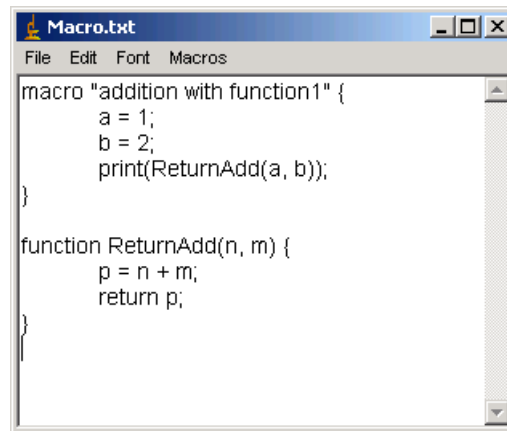 Macro.txt
File Edit Font Macros
macro "addition with function1" {
a = 1;
b = 2;
print(ReturnAdd(a, b));
}
function ReturnAdd(n, m) {
p = n + m;
return p;
}